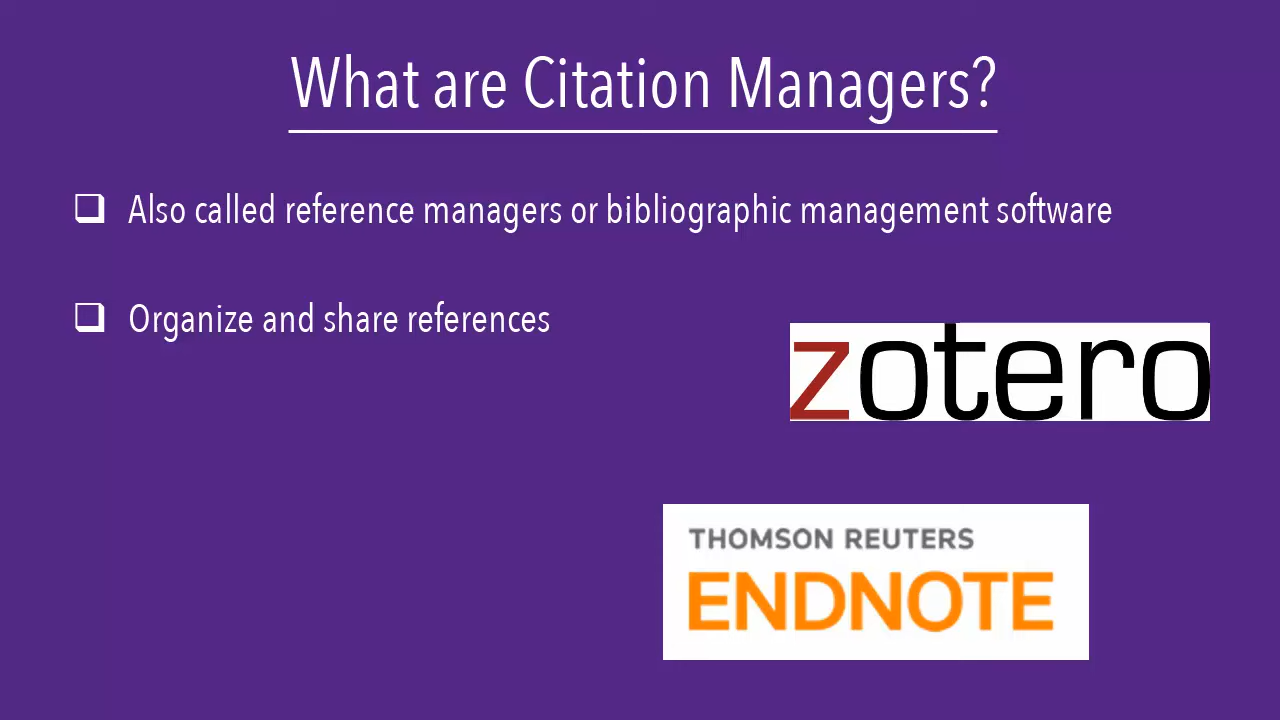 What are Citation Managers?
Also called reference managers or bibliographic management software
Organize and share references
zotero
THOMSON REUTERS
ENDNOTE